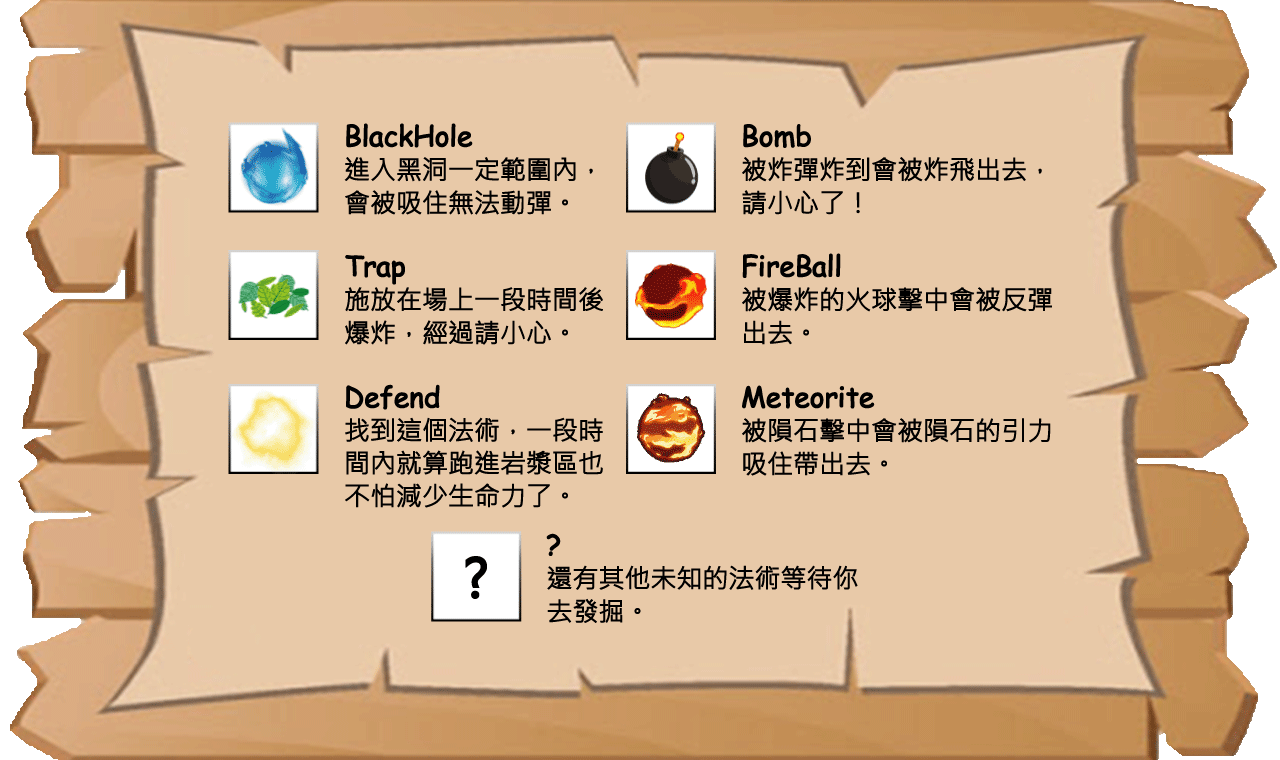 BlackHole
進入黑洞一定範圍內，
會被吸住無法動彈。
Bomb
被炸彈炸到會被炸飛出去，
請小心了！
Trap
施放在場上一段時間後
爆炸，經過請小心。
FireBall
被爆炸的火球擊中會被反彈
出去。
Defend
找到這個法術，一段時
間內就算跑進岩漿區也
不怕減少生命力了。
Meteorite
被隕石擊中會被隕石的引力
吸住帶出去。
?
?
還有其他未知的法術等待你
去發掘。